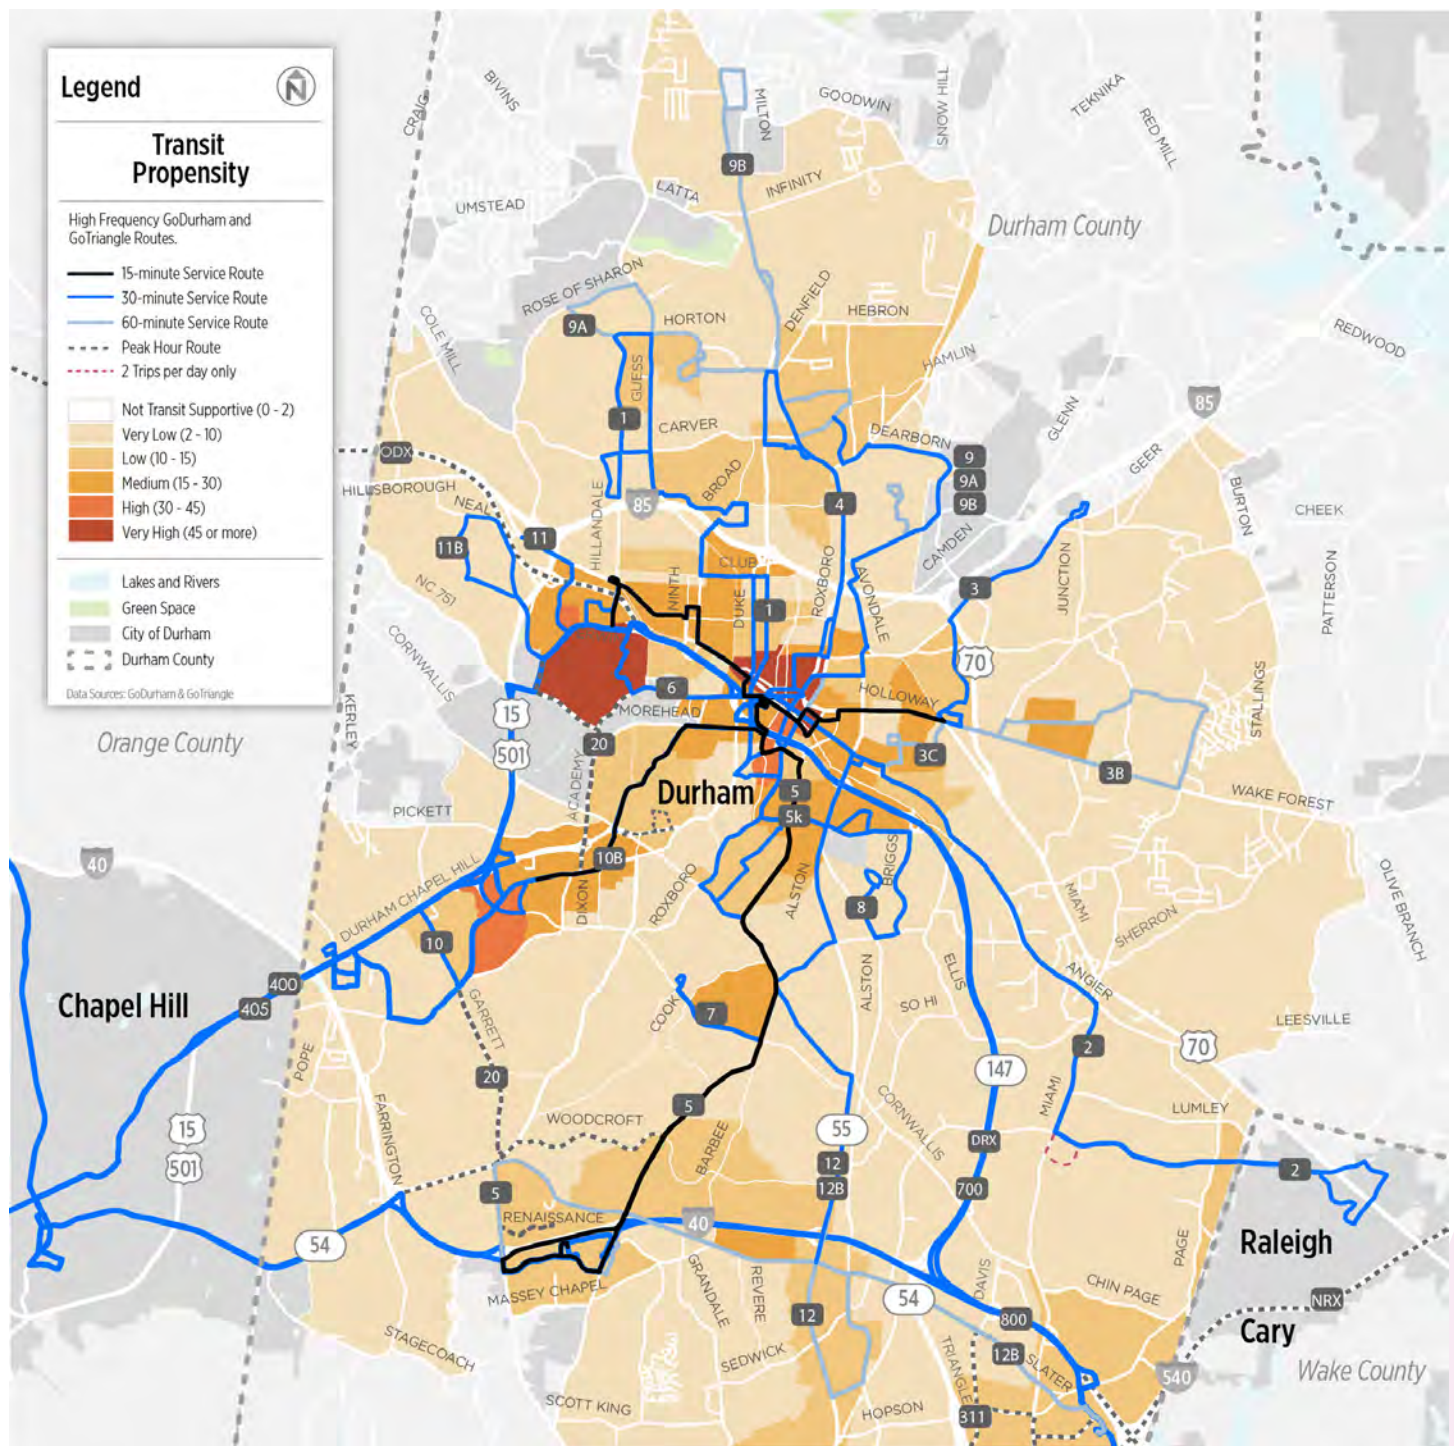 Legend
N
Transit
Propensity
High Frequency GoDurham and
GoTriangle Routes.
15-minute Service Route
30-minute Service Route
60-minute Service Route
Peak Hour Route
2 Trips per day only
Not Transit Supportive (0 - 2)
Very Low (2 - 10)
Low (10 - 15)
Medium (15 - 30)
High (30 - 45)
Very High (45 or more)
Lakes and Rivers
Green Space
City of Durham
Durham County
Data Sources: GoDurham & GoTriangle
CRAIG
BIVINS
MILTON
GOODWIN
SNOW HILL
TEKNIKA
RED MILL
9B
LATTA
INFINITY
UMSTEAD
Durham County
ROSE OF SHARON
DENFIELD
HEBRON
9A
HORTON
COLE MILL
GUESS
HAMLIN
REDWOOD
85
1
CARVER
DEARBORN
GLENN
GEER
ODX
BROAD
9
9A
9B
HILLSBOROUGH
NEAL
85
4
BURTON
CHEEK
HILLANDALE
11
11B
CAMDEN
CLUB
NINTH
DUKE
1
ROXBORO
AVONDALE
3
JUNCTION
PATTERSON
NC 751
CORNWALLIS
70
6
HOLLOWAY
STALLINGS
KERLEY
15
501
MOREHEAD
20
Orange County
3C
3B
ACADEMY
Durham
5
5k
WAKE FOREST
PICKETT
10B
40
DURHAM CHAPEL HILL
DIXON
ROXBORO
ALSTON
BRIGGS
8
MIAMI
SHERRON
OLIVE BRANCH
10
400
405
Chapel Hill
GARRETT
COOK
7
ALSTON
ELLIS
SO HI
ANGIER
LEESVILLE
POPE
20
2
70
147
MIAMI
FARRINGTON
WOODCROFT
5
CORNWALLIS
LUMLEY
15
501
BARBEE
55
DRX
12
12B
700
2
5
RENAISSANCE
40
54
Raleigh
PAGE
MASSEY CHAPEL
GRANDALE
REVERE
DAVIS
CHIN PAGE
54
NRX
12
800
Cary
STAGECOACH
SEDWICK
TRIANGLE
12B
SLATER
Wake County
540
SCOTT KING
HOPSON
311